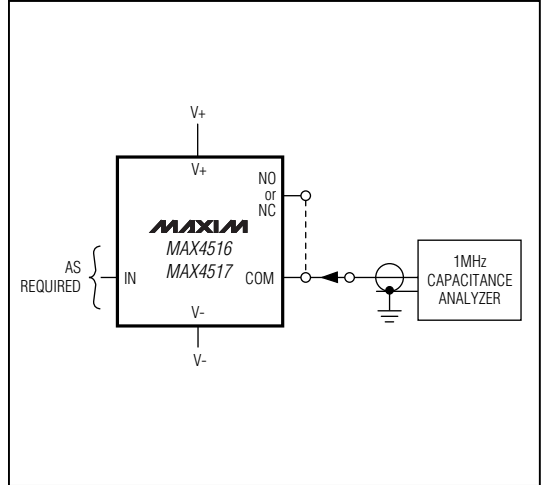 V+
V+
NO
or
NC
MAXIM
MAX4516
MAX4517
AS
REQUIRED
IN
COM
1MHz
CAPACITANCE
ANALYZER
V-
V-